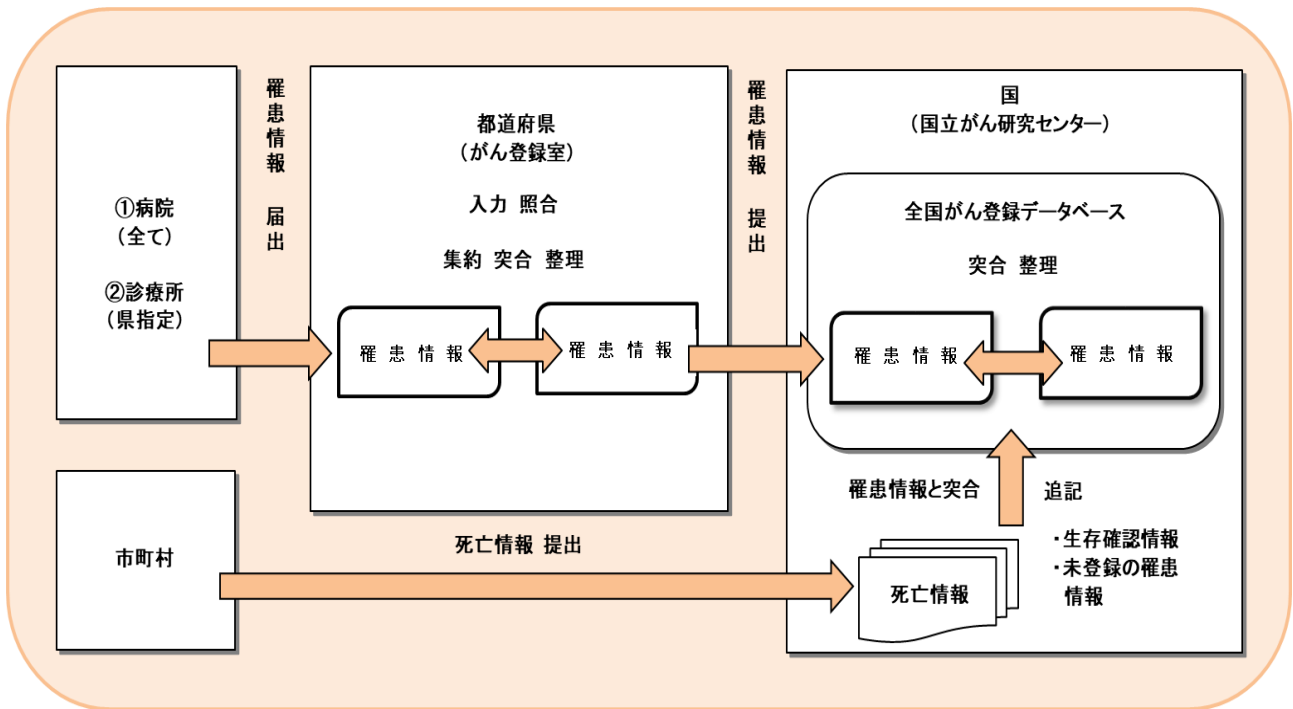 ①病院
（全て）
②診療所
（県指定）
罹患情報 届出
都道府県
（がん登録室）
入力 照合
集約 突合 整理
罹患情報
罹患情報
罹患情報 提出
国
（国立がん研究センター）
全国がん登録データベース
突合 整理
罹患情報
罹患情報
罹患情報と突合
追記
・生存確認情報
・未登録の罹患
情報
市町村
死亡情報 提出
死亡情報